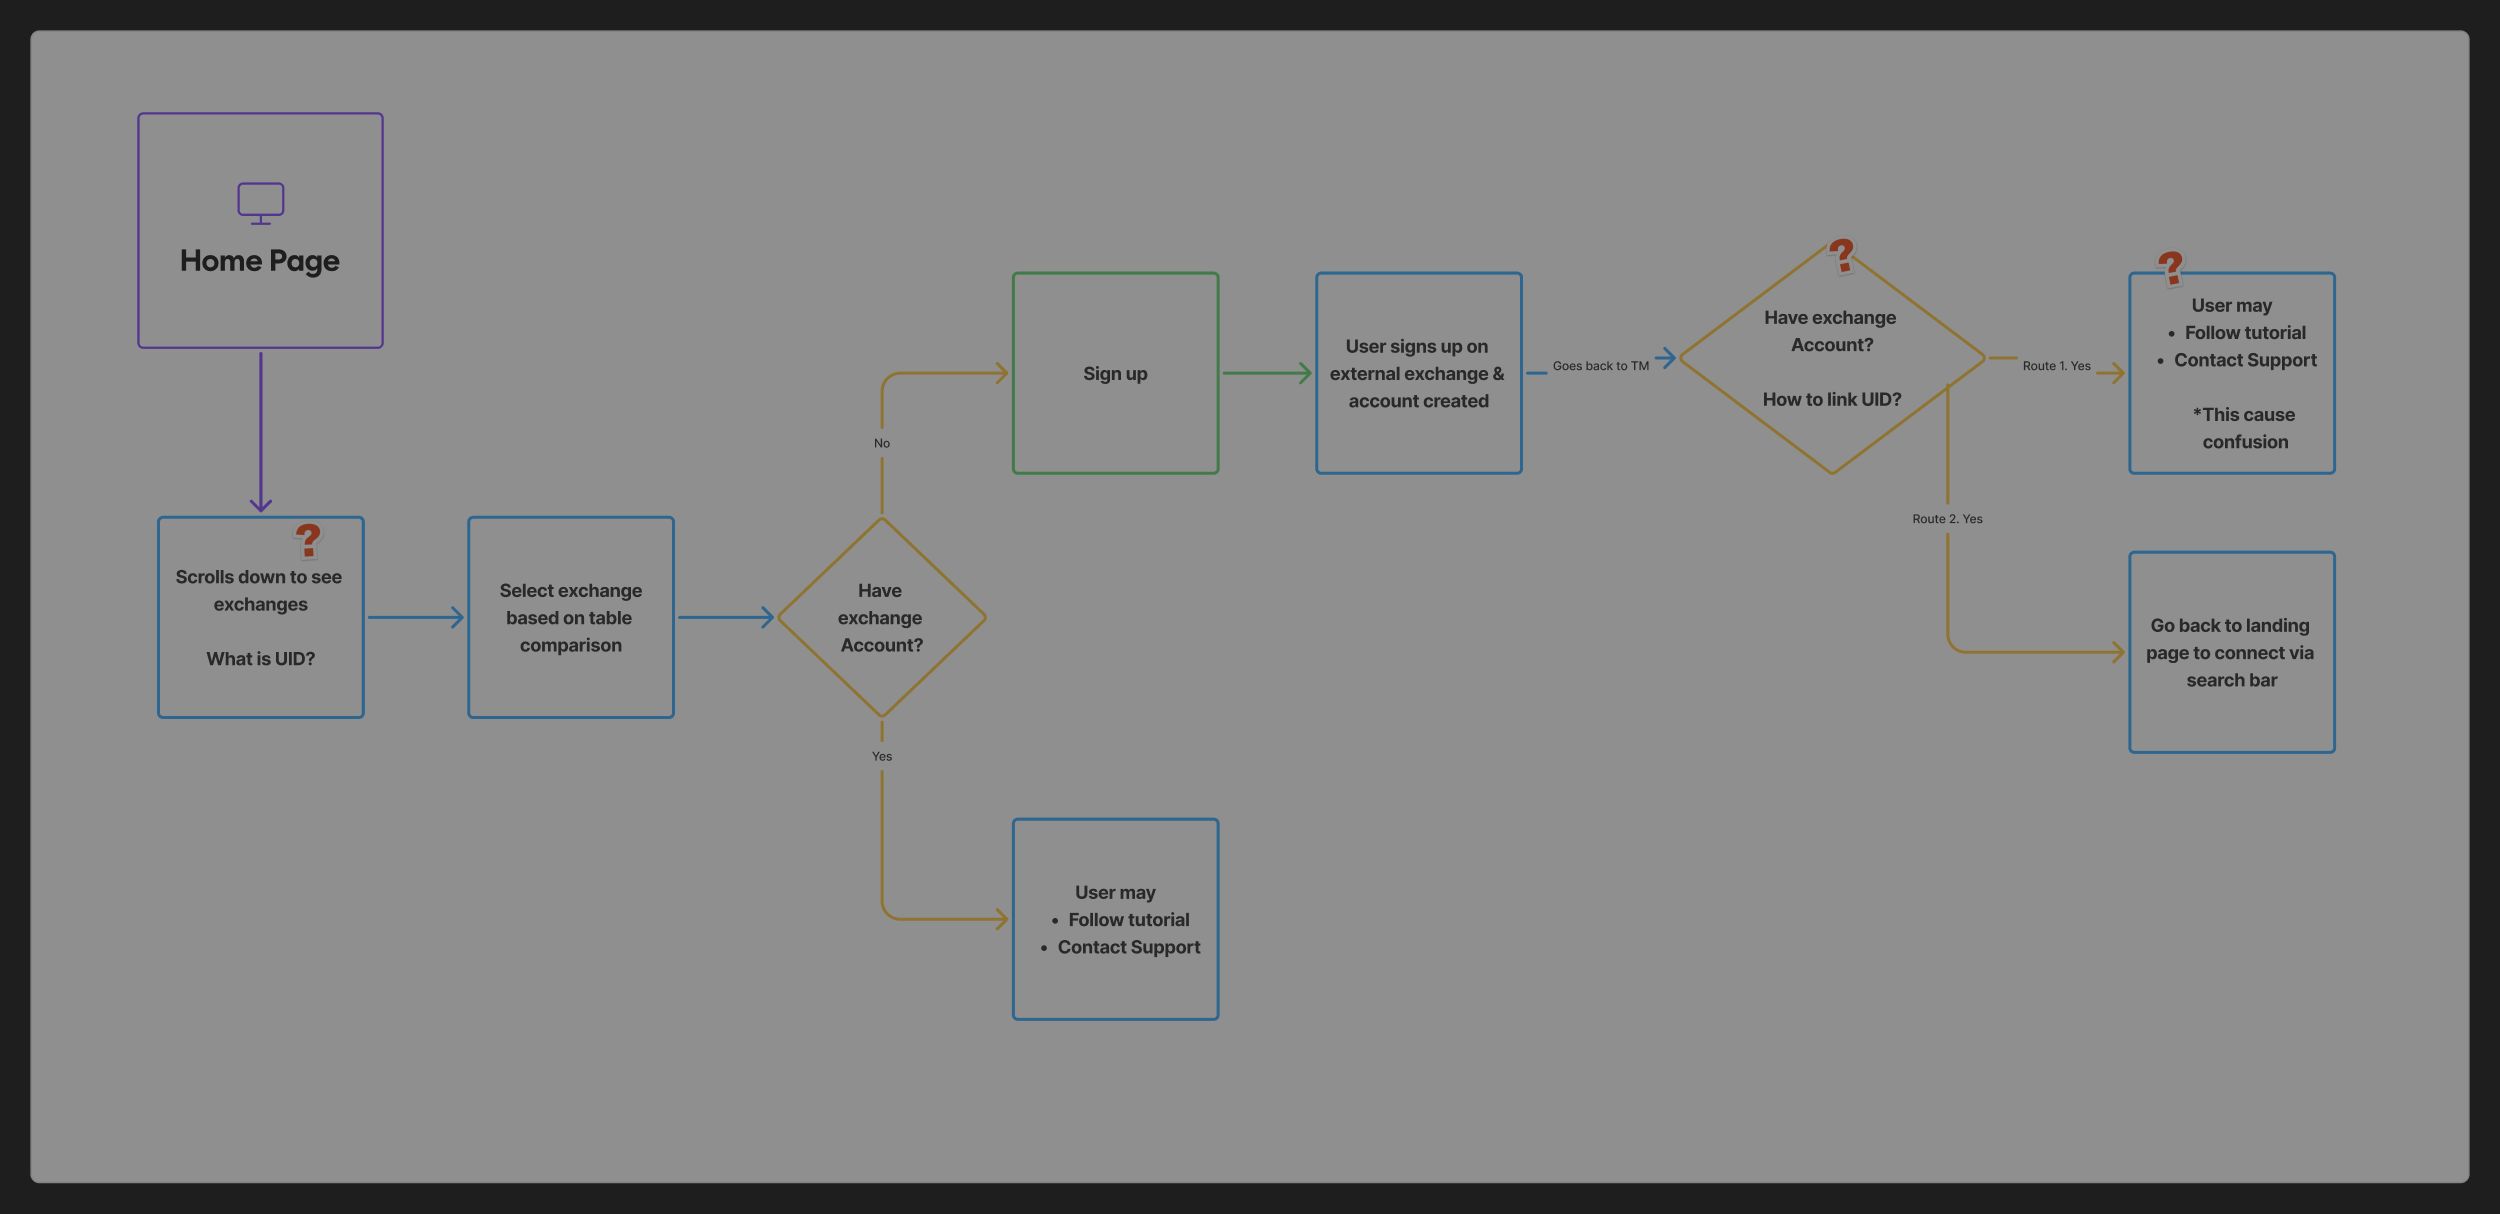 Home Page
Scrolls down to see
exchanges
What is UID?
Select exchange
based on table
comparison
Have
exchange
Account?
No
Sign up
User signs up on
external exchange &
account created
Goes back to TM
Have exchange
Account?
How to link UID?
Route 1. Yes
User may
• Follow tutorial
• Contact Support
*This cause
confusion
Route 2. Yes
Go back to landing
page to connect via
search bar
Yes
User may
• Follow tutorial
• Contact Support